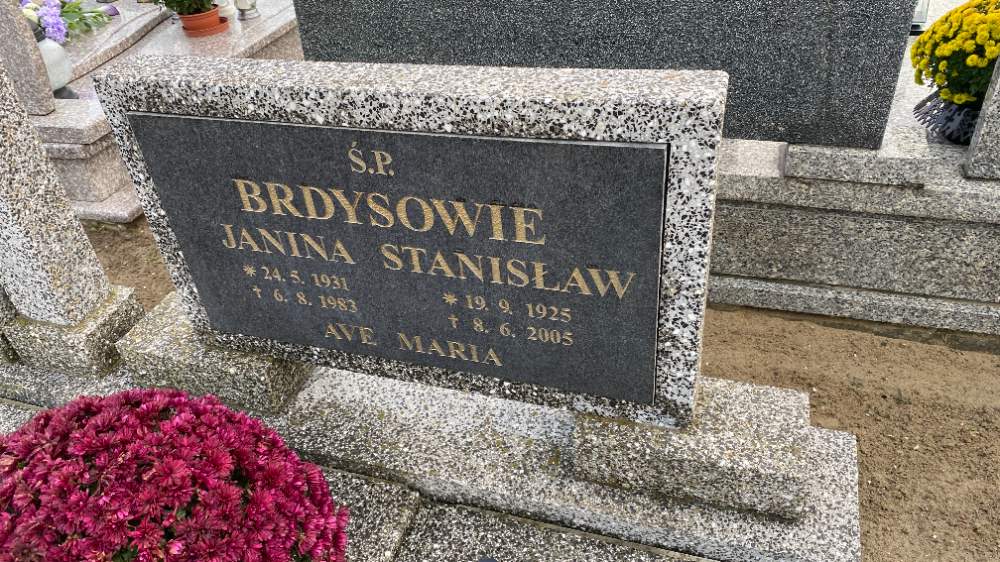 Ś.P.
BRDYSOWIE
JANINA STANISŁAW
* 24. 5. 1931 * 19. 9. 1925
† 6. 8. 1983 † 8. 6. 2005
AVE MARIA